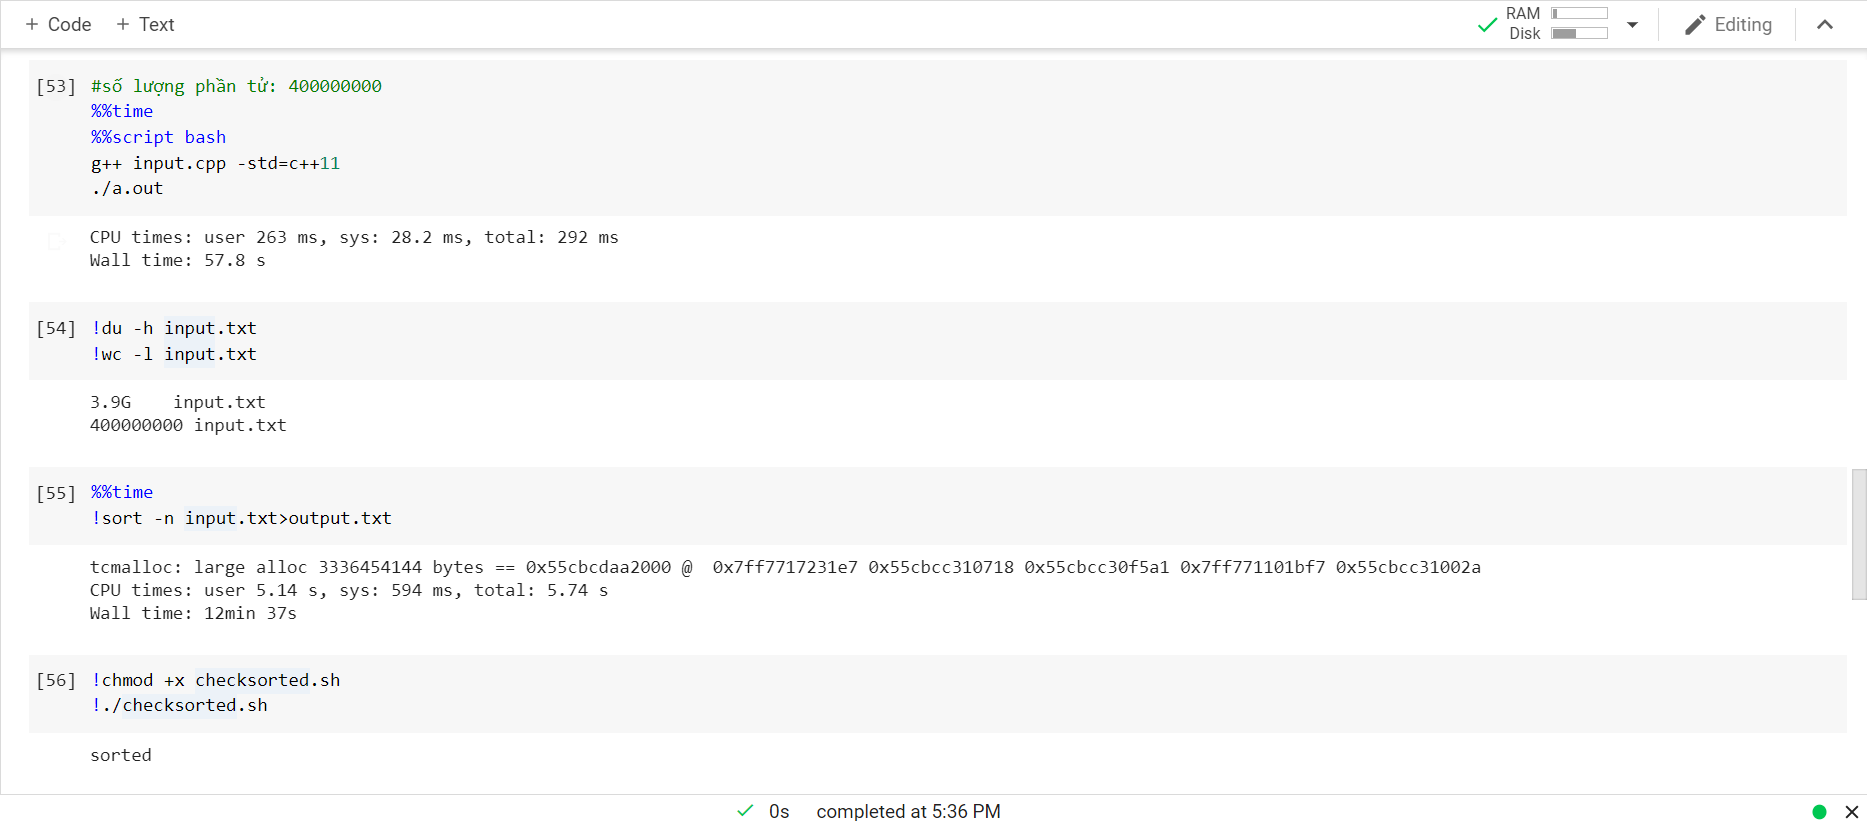 + Code + Text
RAM
Disk
Editing
[53] #số lượng phần tử: 400000000
%%time
%%script bash
g++ input.cpp -std=c++11
./a.out
CPU times: user 263 ms, sys: 28.2 ms, total: 292 ms
Wall time: 57.8 s
[54] !du -h input.txt
!wc -l input.txt
3.9G input.txt
400000000 input.txt
[55] %%time
!sort -n input.txt>output.txt
tcmalloc: large alloc 3336454144 bytes == 0x55cbcdaa2000 @ 0x7ff7717231e7 0x55cbcc310718 0x55cbcc30f5a1 0x7ff771101bf7 0x55cbcc31002a
CPU times: user 5.14 s, sys: 594 ms, total: 5.74 s
Wall time: 12min 37s
[56] !chmod +x checksorted.sh
!./checksorted.sh
sorted
0s completed at 5:36 PM